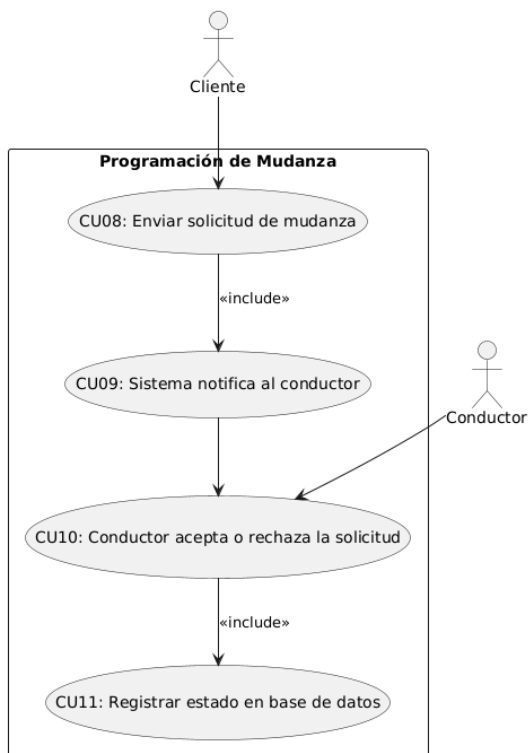 Cliente
Programación de Mudanza
CU08: Enviar solicitud de mudanza
«include»
CU09: Sistema notifica al conductor
Conductor
CU10: Conductor acepta o rechaza la solicitud
«include»
CU11: Registrar estado en base de datos